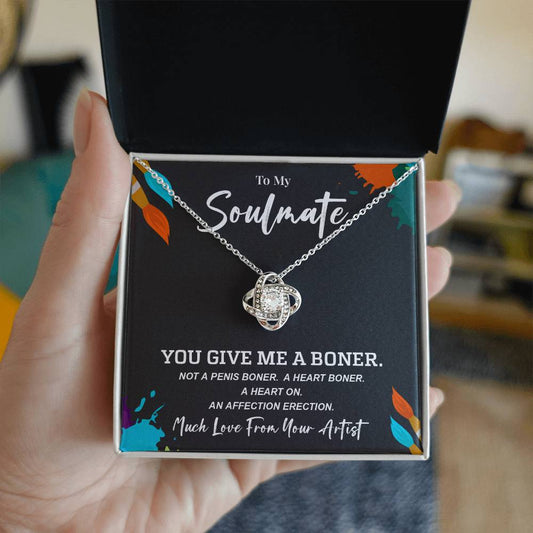 To My
Soulmate
YOU GIVE ME A BONER.
NOT A PENIS BONER. A HEART BONER.
A HEART ON.
AN AFFECTION ERECTION.
Much Love From Your Artist